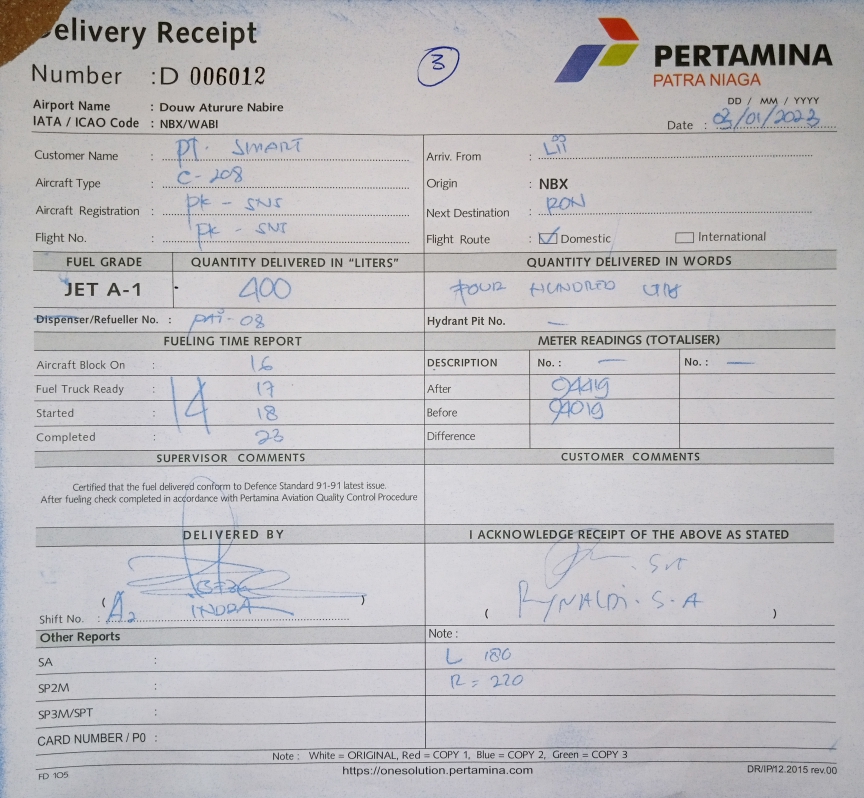 Delivery Receipt
Number :D 006012
3
PERTAMINA
PATRA NIAGA
Airport Name : Douw Aturure Nabire
IATA / ICAO Code : NBX/WABI
DD / MM / YYYY
Date : 03/01/2023
Customer Name : PT. SMART
Aircraft Type : C-208
Aircraft Registration : PK - SNS
Flight No. : PK - SNS
Arriv. From :
Origin : NBX
Next Destination : RON
Flight Route : Domestic International
FUEL GRADE QUANTITY DELIVERED IN "LITERS" QUANTITY DELIVERED IN WORDS
JET A-1 400 FOUR HUNDRED
Dispenser/Refueller No. : PAI-08 Hydrant Pit No. —
FUELING TIME REPORT METER READINGS (TOTALISER)
Aircraft Block On : 16 DESCRIPTION No. : — No. : —
Fuel Truck Ready : 14 17 After 94419
Started : 18 Before 94019
Completed : 23 Difference
SUPERVISOR COMMENTS CUSTOMER COMMENTS
Certified that the fuel delivered conform to Defence Standard 91-91 latest issue.
After fueling check completed in accordance with Pertamina Aviation Quality Control Procedure
DELIVERED BY I ACKNOWLEDGE RECEIPT OF THE ABOVE AS STATED
( )
Shift No. : A2 INDRA
( RYNALDI. S. A )
Other Reports Note :
SA : L 180
SP2M : R = 220
SP3M/SPT :
CARD NUMBER / P0 :
Note : White = ORIGINAL, Red = COPY 1, Blue = COPY 2, Green = COPY 3
FD 105 https://onesolution.pertamina.com DR/IP/12.2015 rev.00